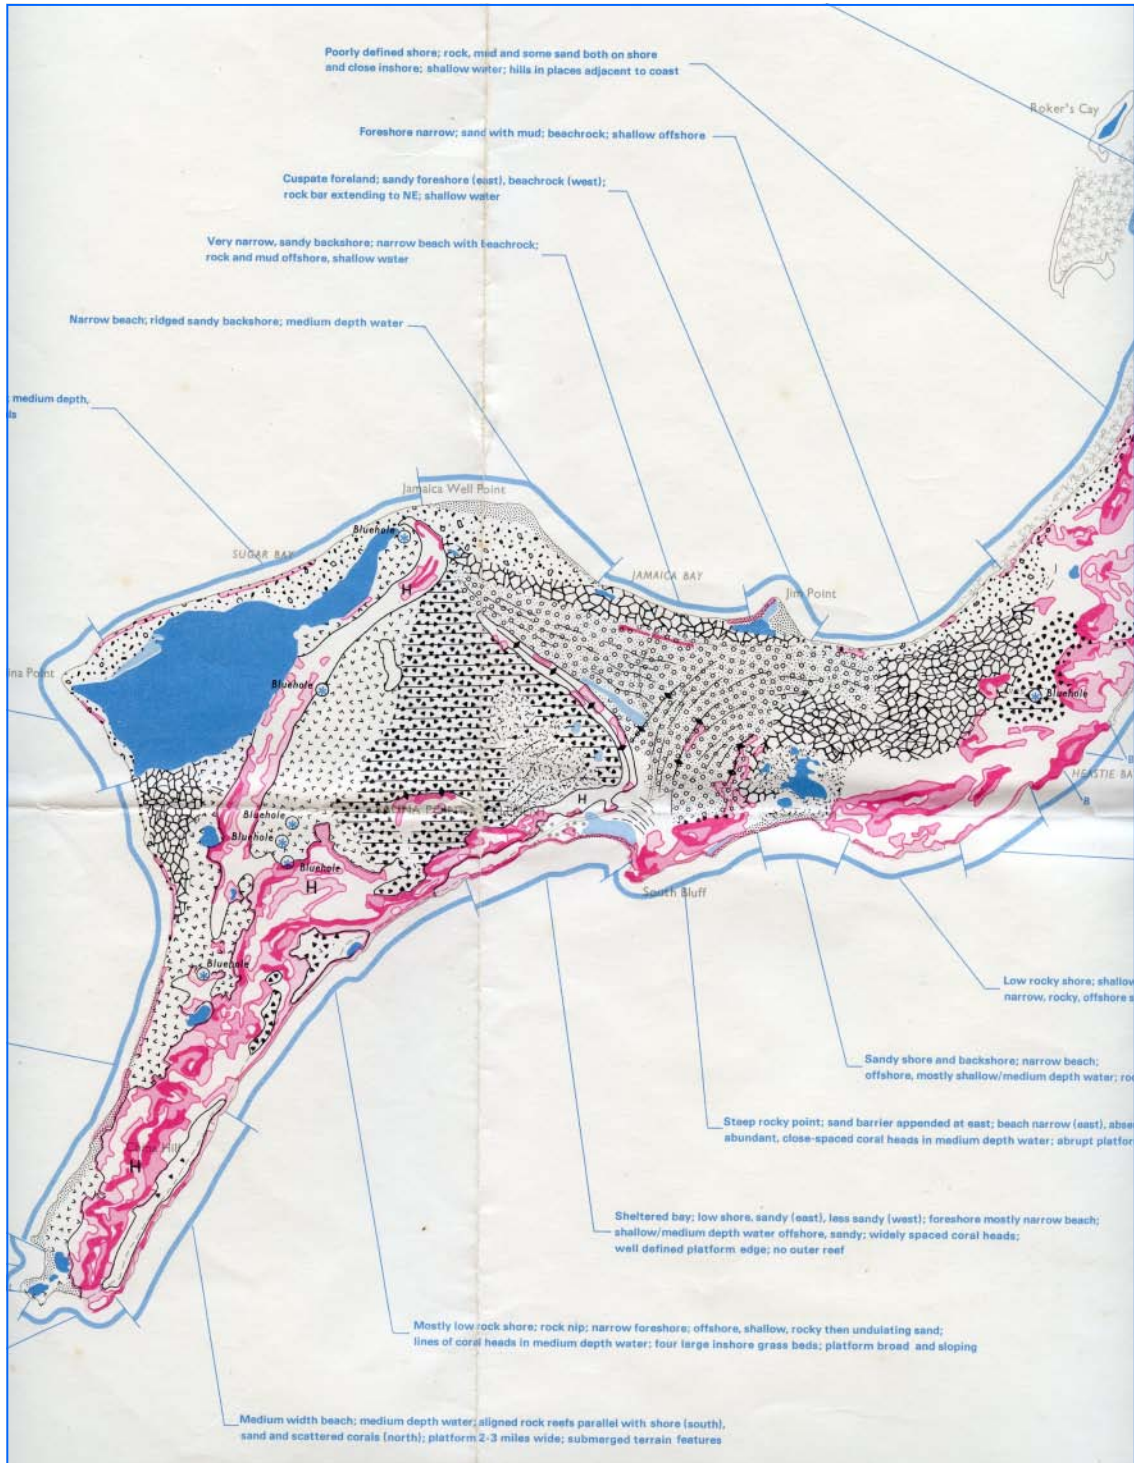 Poorly defined shore; rock, mud and some sand both on shore
and close inshore; shallow water; hills in places adjacent to coast
Roker's Cay
Foreshore narrow; sand with mud; beachrock; shallow offshore
Cuspate foreland; sandy foreshore (east), beachrock (west);
rock bar extending to NE; shallow water
Very narrow, sandy backshore; narrow beach with beachrock;
rock and mud offshore, shallow water
Narrow beach; ridged sandy backshore; medium depth water
medium depth,
Jamaica Well Point
Bluehole
SUGAR BAY
JAMAICA BAY
H
Jim Point
ina Point
Bluehole
Bluehole
HEASTIE BA
B
B
H
Bluehole
Bluehole
Bluehole
H
South Bluff
Bluehole
Low rocky shore; shallow
narrow, rocky, offshore s
Sandy shore and backshore; narrow beach;
offshore, mostly shallow/medium depth water; ro
Steep rocky point; sand barrier appended at east; beach narrow (east), abse
abundant, close-spaced coral heads in medium depth water; abrupt platfor
Hill
H
Sheltered bay; low shore, sandy (east), less sandy (west); foreshore mostly narrow beach;
shallow/medium depth water offshore, sandy; widely spaced coral heads;
well defined platform edge; no outer reef
Mostly low rock shore; rock nip; narrow foreshore; offshore, shallow, rocky then undulating sand;
lines of coral heads in medium depth water; four large inshore grass beds; platform broad and sloping
Medium width beach; medium depth water; aligned rock reefs parallel with shore (south),
sand and scattered corals (north); platform 2-3 miles wide; submerged terrain features